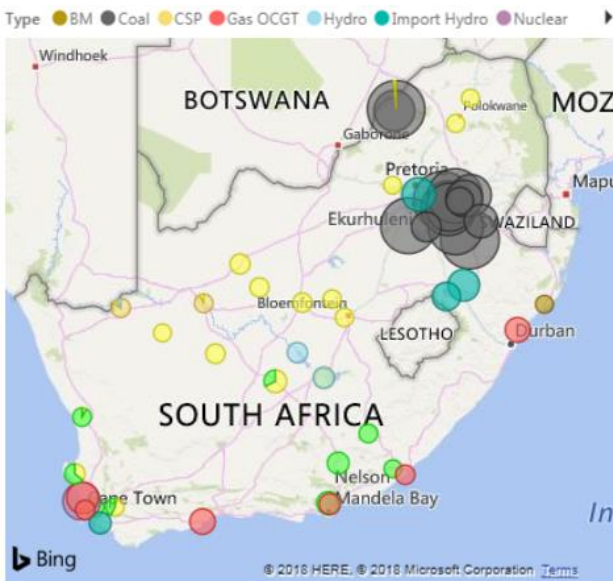 Type BM Coal CSP Gas OCGT Hydro Import Hydro Nuclear
Windhoek
BOTSWANA
MOZ
Polokwane
Gaborone
Pretoria
Mapu
Ekurhuleni
SWAZILAND
Bloemfontein
LESOTHO
Durban
SOUTH AFRICA
Nelson
Cape Town
Mandela Bay
In
Bing
© 2018 HERE, © 2018 Microsoft Corporation Terms